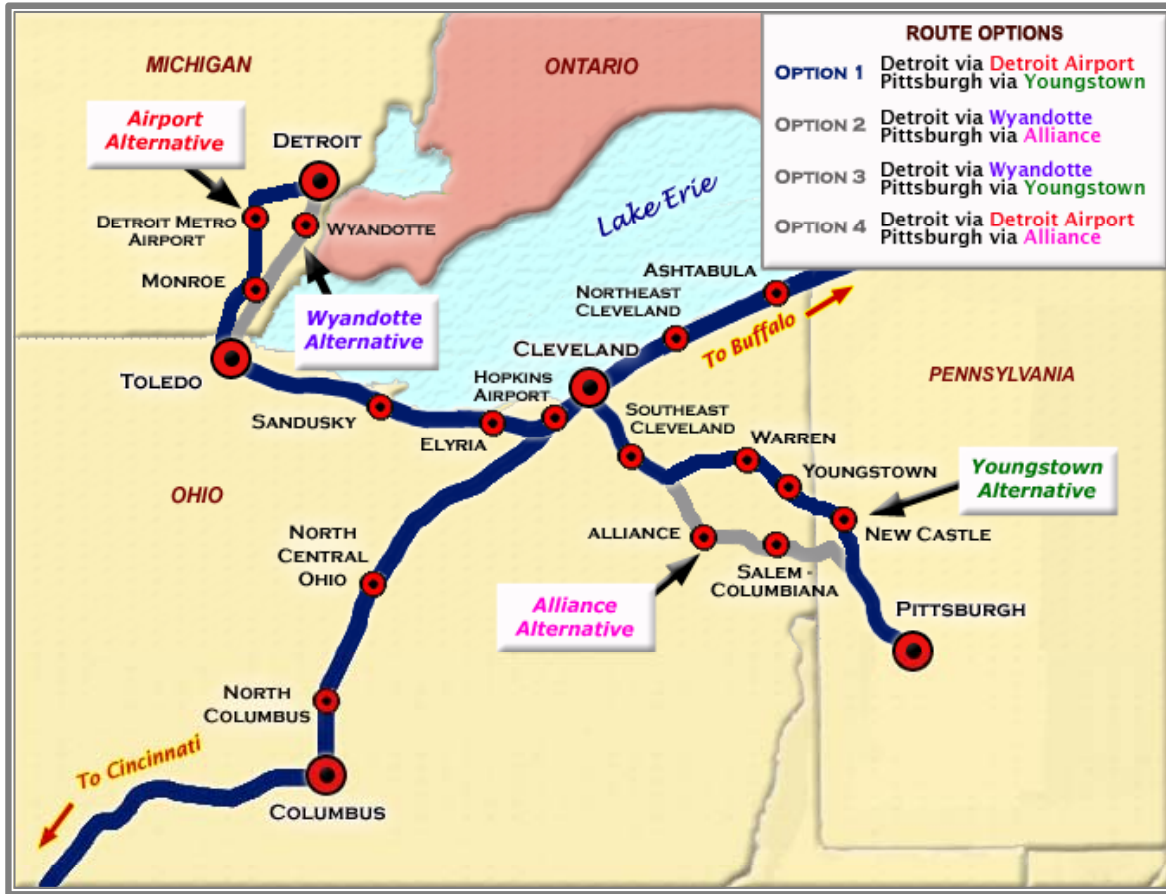 MICHIGAN
ONTARIO
ROUTE OPTIONS
OPTION 1
Detroit via Detroit Airport
Pittsburgh via Youngstown
OPTION 2
Detroit via Wyandotte
Pittsburgh via Alliance
OPTION 3
Detroit via Wyandotte
Pittsburgh via Youngstown
OPTION 4
Detroit via Detroit Airport
Pittsburgh via Alliance
Airport
Alternative
DETROIT
DETROIT METRO
AIRPORT
WYANDOTTE
Lake Erie
MONROE
Wyandotte
Alternative
ASHTABULA
NORTHEAST
CLEVELAND
To Buffalo
TOLEDO
CLEVELAND
HOPKINS
AIRPORT
PENNSYLVANIA
SANDUSKY
ELYRIA
SOUTHEAST
CLEVELAND
WARREN
YOUNGSTOWN
Youngstown
Alternative
OHIO
NEW CASTLE
ALLIANCE
SALEM -
COLUMBIANA
NORTH
CENTRAL
OHIO
Alliance
Alternative
PITTSBURGH
NORTH
COLUMBUS
To Cincinnati
COLUMBUS